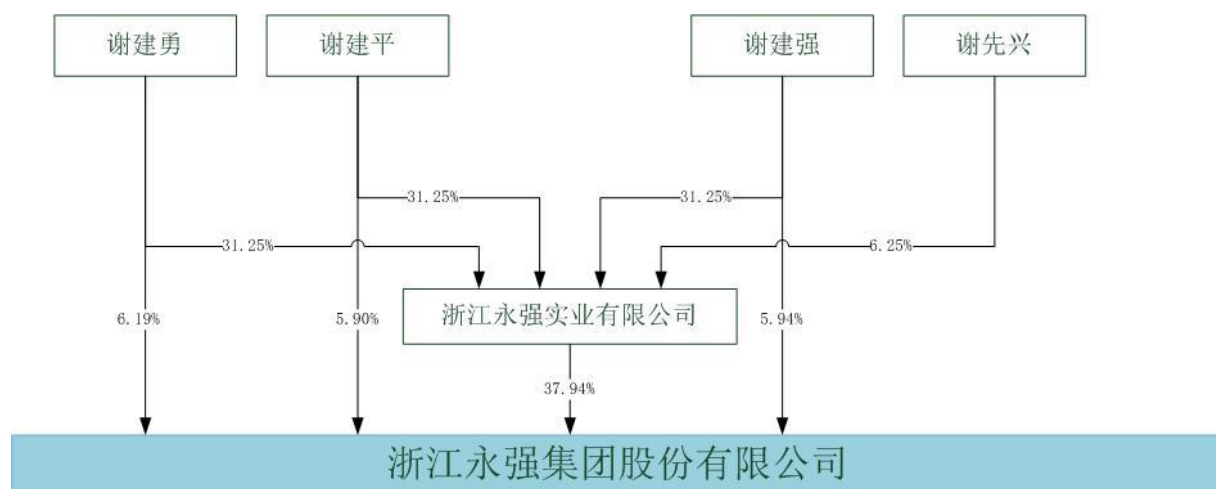 谢建勇
谢建平
谢建强
谢先兴
31.25%
31.25%
31.25%
6.25%
浙江永强实业有限公司
6.19%
5.90%
5.94%
37.94%
浙江永强集团股份有限公司